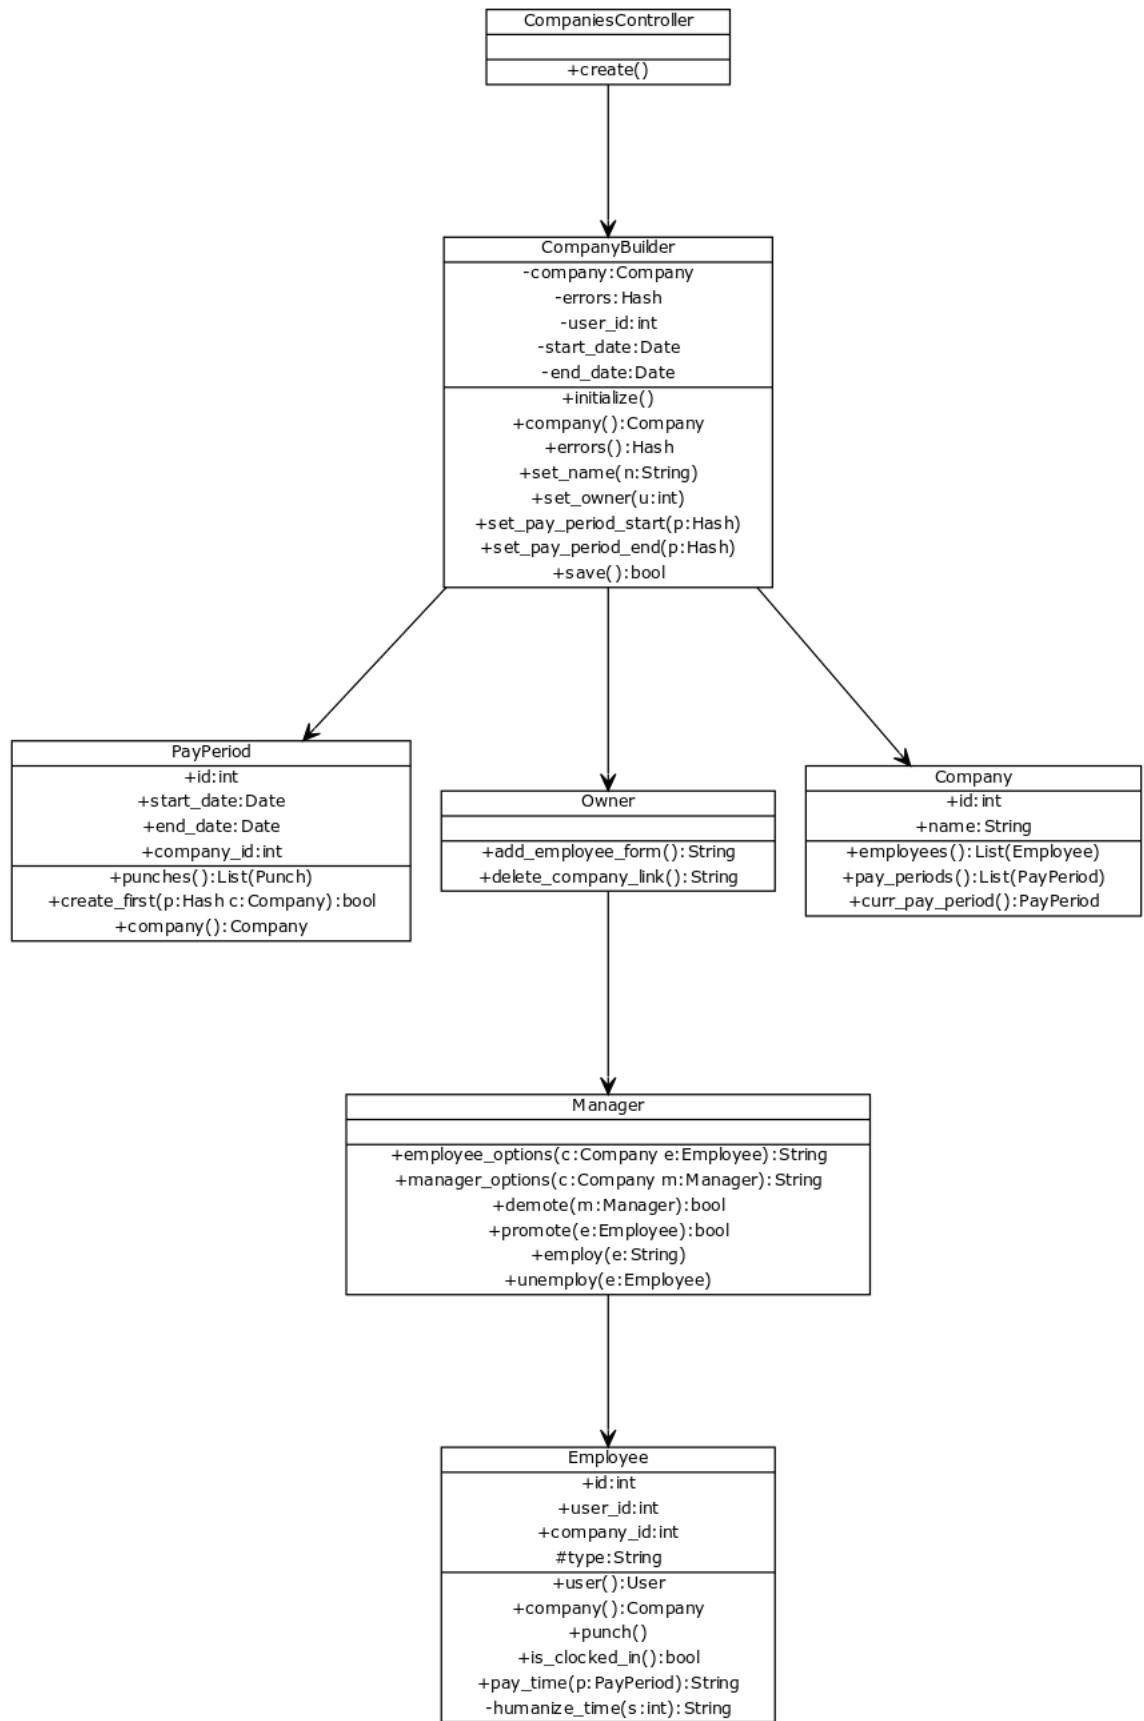 CompaniesController
+create()
CompanyBuilder
-company:Company
-errors:Hash
-user_id:int
-start_date:Date
-end_date:Date
+initialize()
+company():Company
+errors():Hash
+set_name(n:String)
+set_owner(u:int)
+set_pay_period_start(p:Hash)
+set_pay_period_end(p:Hash)
+save():bool
PayPeriod
+id:int
+start_date:Date
+end_date:Date
+company_id:int
+punches():List(Punch)
+create_first(p:Hash c:Company):bool
+company():Company
Owner
+add_employee_form():String
+delete_company_link():String
Company
+id:int
+name:String
+employees():List(Employee)
+pay_periods():List(PayPeriod)
+curr_pay_period():PayPeriod
Manager
+employee_options(c:Company e:Employee):String
+manager_options(c:Company m:Manager):String
+demote(m:Manager):bool
+promote(e:Employee):bool
+employ(e:String)
+unemploy(e:Employee)
Employee
+id:int
+user_id:int
+company_id:int
#type:String
+user():User
+company():Company
+punch()
+is_clocked_in():bool
+pay_time(p:PayPeriod):String
-humanize_time(s:int):String